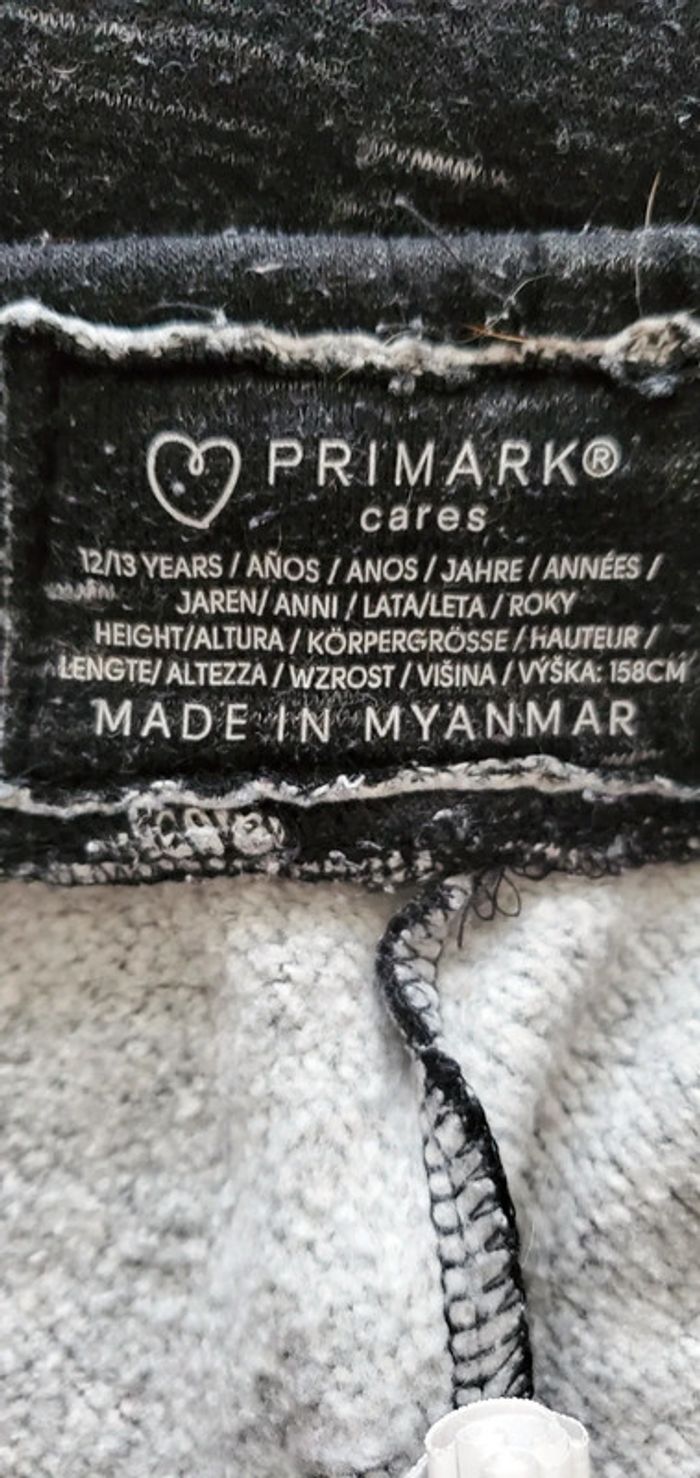 PRIMARK®
cares
12/13 YEARS / AÑOS / ANOS / JAHRE / ANNÉES /
JAREN/ ANNI / LATA/LETA / ROKY
HEIGHT/ALTURA / KÖRPERGRÖSSE / HAUTEUR /
LENGTE/ ALTEZZA / WZROST / VIŠINA / VÝŠKA: 158CM
MADE IN MYANMAR